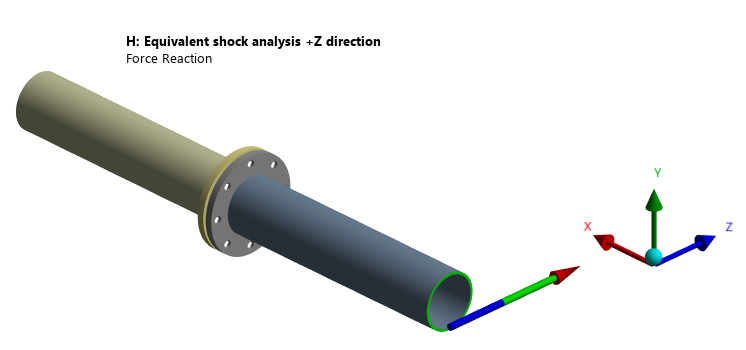 H: Equivalent shock analysis +Z direction
Force Reaction
Y
X
Z